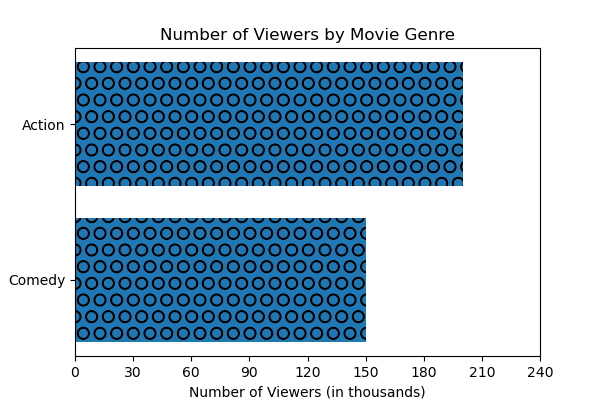 Number of Viewers by Movie Genre
Action
Comedy
0 30 60 90 120 150 180 210 240
Number of Viewers (in thousands)